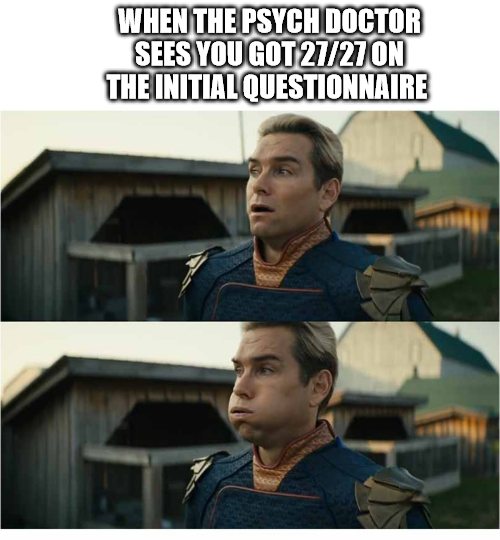 WHEN THE PSYCH DOCTOR
SEES YOU GOT 27/27 ON
THE INITIAL QUESTIONNAIRE